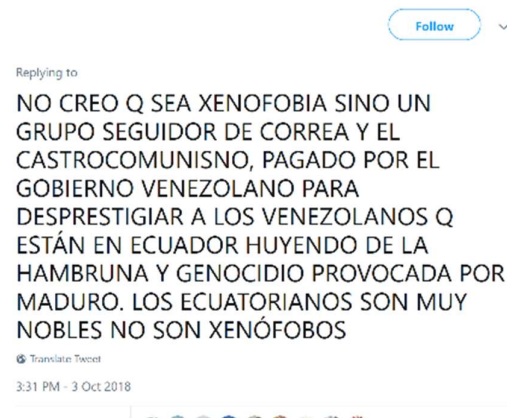 Follow
Replying to
NO CREO Q SEA XENOFOBIA SINO UN
GRUPO SEGUIDOR DE CORREA Y EL
CASTROCOMUNISNO, PAGADO POR EL
GOBIERNO VENEZOLANO PARA
DESPRESTIGIAR A LOS VENEZOLANOS Q
ESTÁN EN ECUADOR HUYENDO DE LA
HAMBRUNA Y GENOCIDIO PROVOCADA POR
MADURO. LOS ECUATORIANOS SON MUY
NOBLES NO SON XENÓFOBOS
Translate Tweet
3:31 PM - 3 Oct 2018